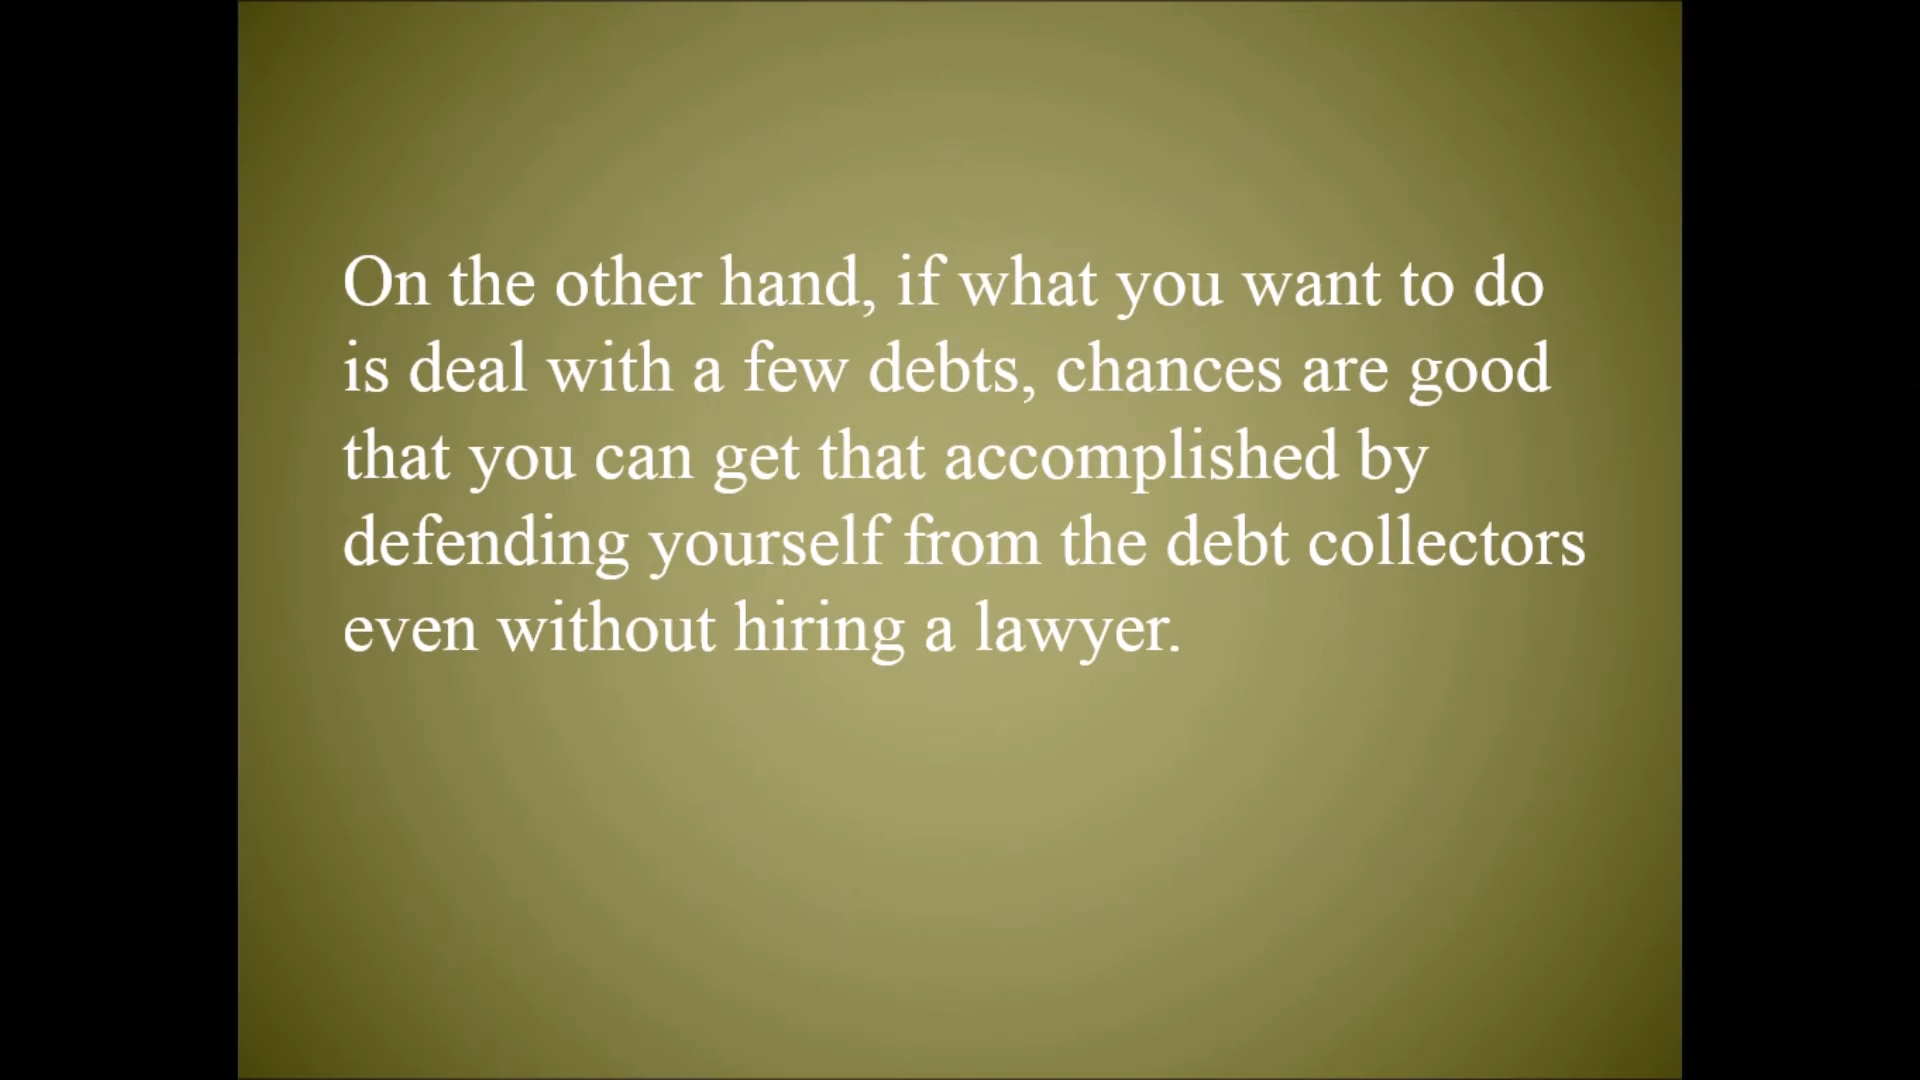 On the other hand, if what you want to do
is deal with a few debts, chances are good
that you can get that accomplished by
defending yourself from the debt collectors
even without hiring a lawyer.